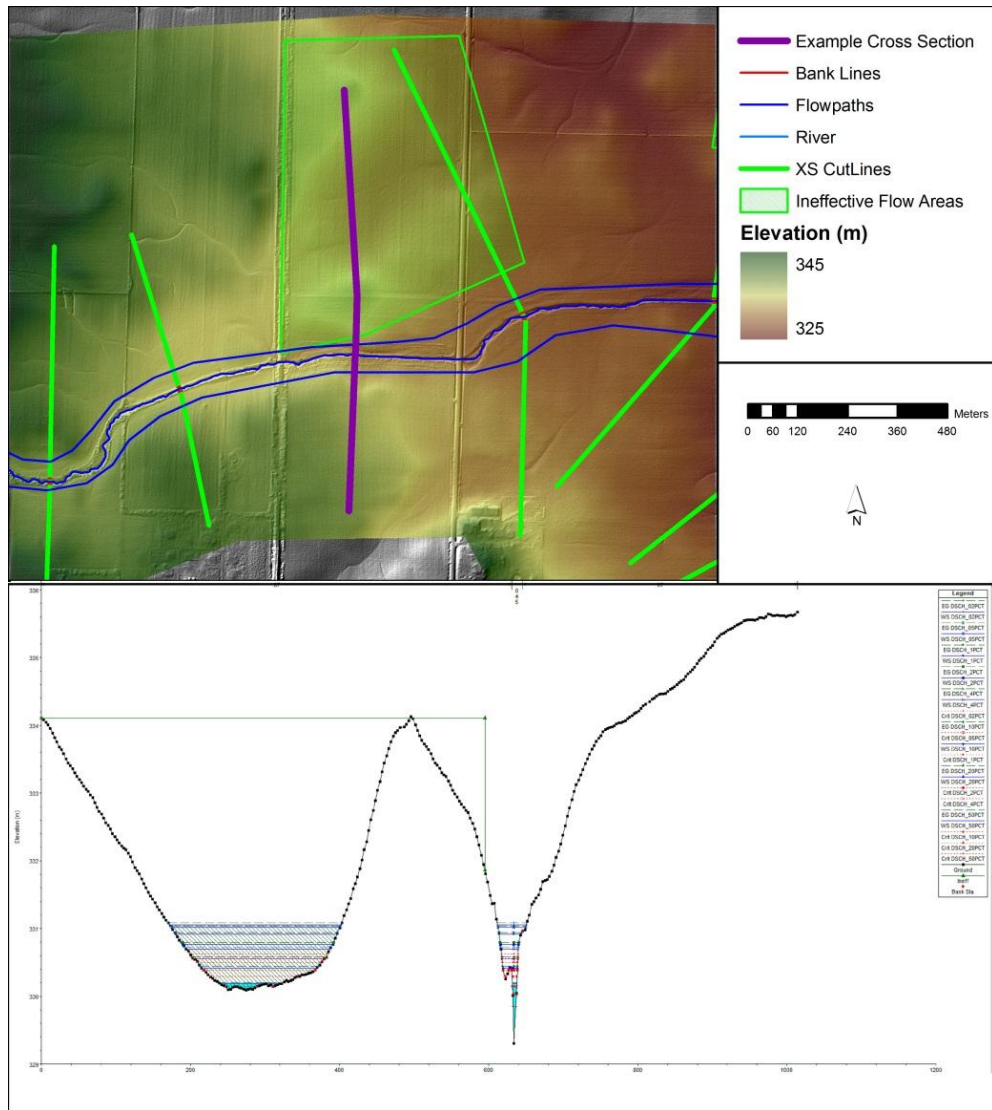 Example Cross Section
Bank Lines
Flowpaths
River
XS CutLines
Ineffective Flow Areas
Elevation (m)
345
325
Meters
0 60 120 240 360 480
N
Legend
EG DSCH_02PCT
WS DSCH_02PCT
EG DSCH_05PCT
WS DSCH_05PCT
EG DSCH_1PCT
WS DSCH_1PCT
EG DSCH_2PCT
WS DSCH_2PCT
EG DSCH_4PCT
WS DSCH_4PCT
Crit DSCH_02PCT
EG DSCH_10PCT
Crit DSCH_05PCT
WS DSCH_10PCT
Crit DSCH_1PCT
EG DSCH_20PCT
WS DSCH_20PCT
Crit DSCH_2PCT
Crit DSCH_4PCT
EG DSCH_50PCT
WS DSCH_50PCT
Crit DSCH_10PCT
Crit DSCH_20PCT
Crit DSCH_50PCT
Ground
Ineff
Bank Sta
Elevation (m)
334
333
332
331
330
329
0 200 400 600 800 1000 1200